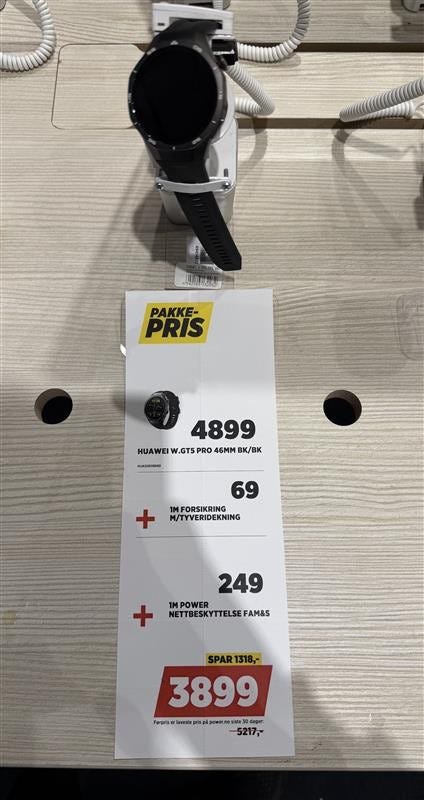 PAKKE-
PRIS
4899
HUAWEI W.GT5 PRO 46MM BK/BK
69
+
1M FORSIKRING
M/TYVERIDEKNING
249
+
1M POWER
NETTBESKYTTELSE FAM&S
SPAR 1318,-
3899
Førpris er laveste pris på power.no siste 30 dager:
5217,-